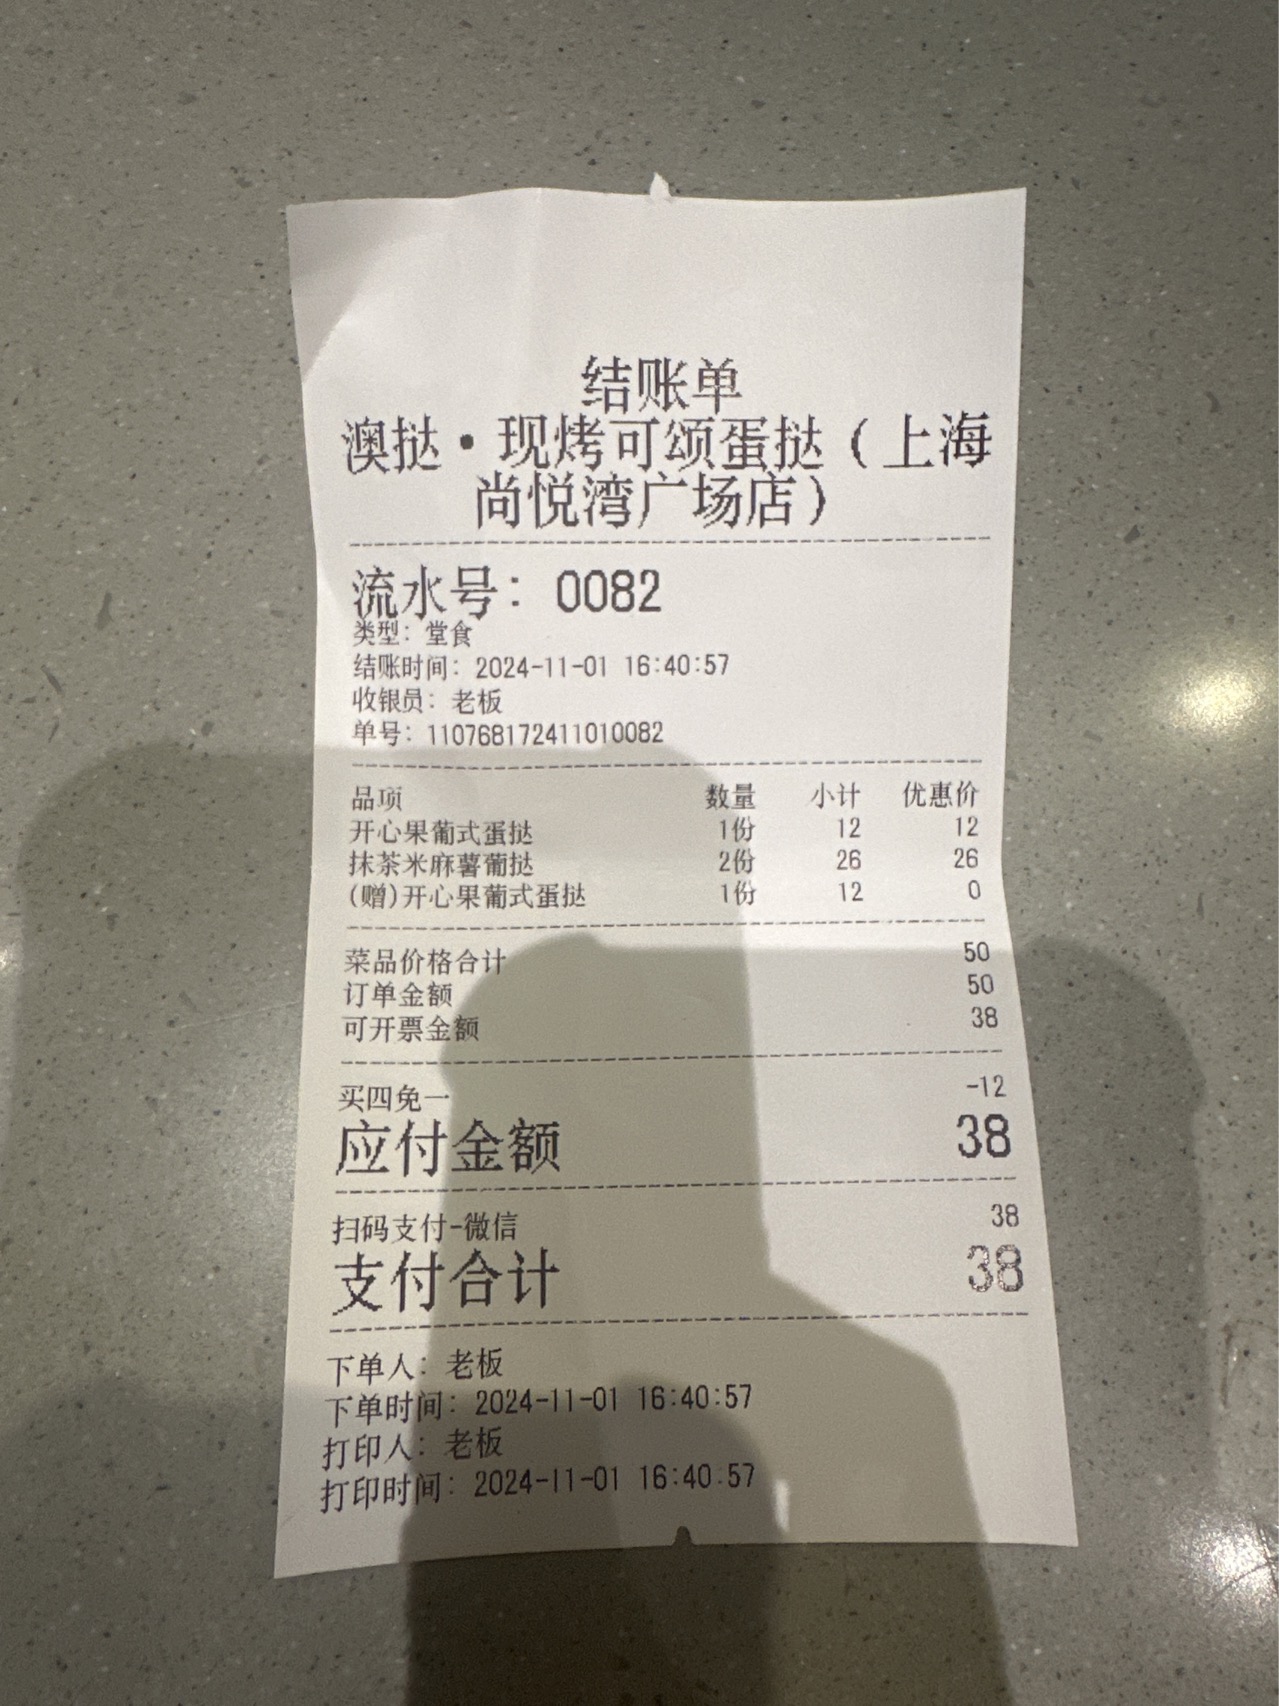 结账单
澳挞·现烤可颂蛋挞（上海
尚悦湾广场店）
流水号：0082
类型：堂食
结账时间：2024-11-01 16:40:57
收银员：老板
单号：110768172411010082
品项 数量 小计 优惠价
开心果葡式蛋挞 1份 12 12
抹茶米麻薯葡挞 2份 26 26
(赠)开心果葡式蛋挞 1份 12 0
菜品价格合计 50
订单金额 50
可开票金额 38
买四免一 -12
应付金额 38
扫码支付-微信 38
支付合计 38
下单人：老板
下单时间：2024-11-01 16:40:57
打印人：老板
打印时间：2024-11-01 16:40:57